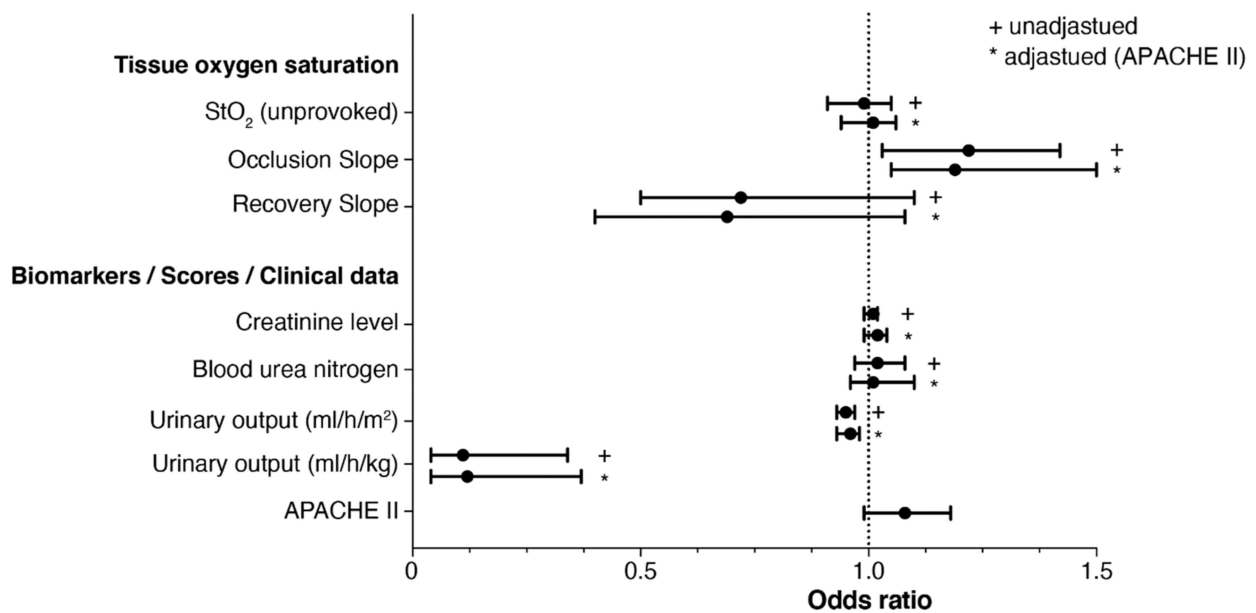 + unadjastued
* adjastued (APACHE II)
Tissue oxygen saturation
StO₂ (unprovoked)
+
*
Occlusion Slope
+
*
Recovery Slope
+
*
Biomarkers / Scores / Clinical data
Creatinine level
+
*
Blood urea nitrogen
+
*
Urinary output (ml/h/m²)
+
*
Urinary output (ml/h/kg)
+
*
APACHE II
0 0.5 1.0 1.5
Odds ratio